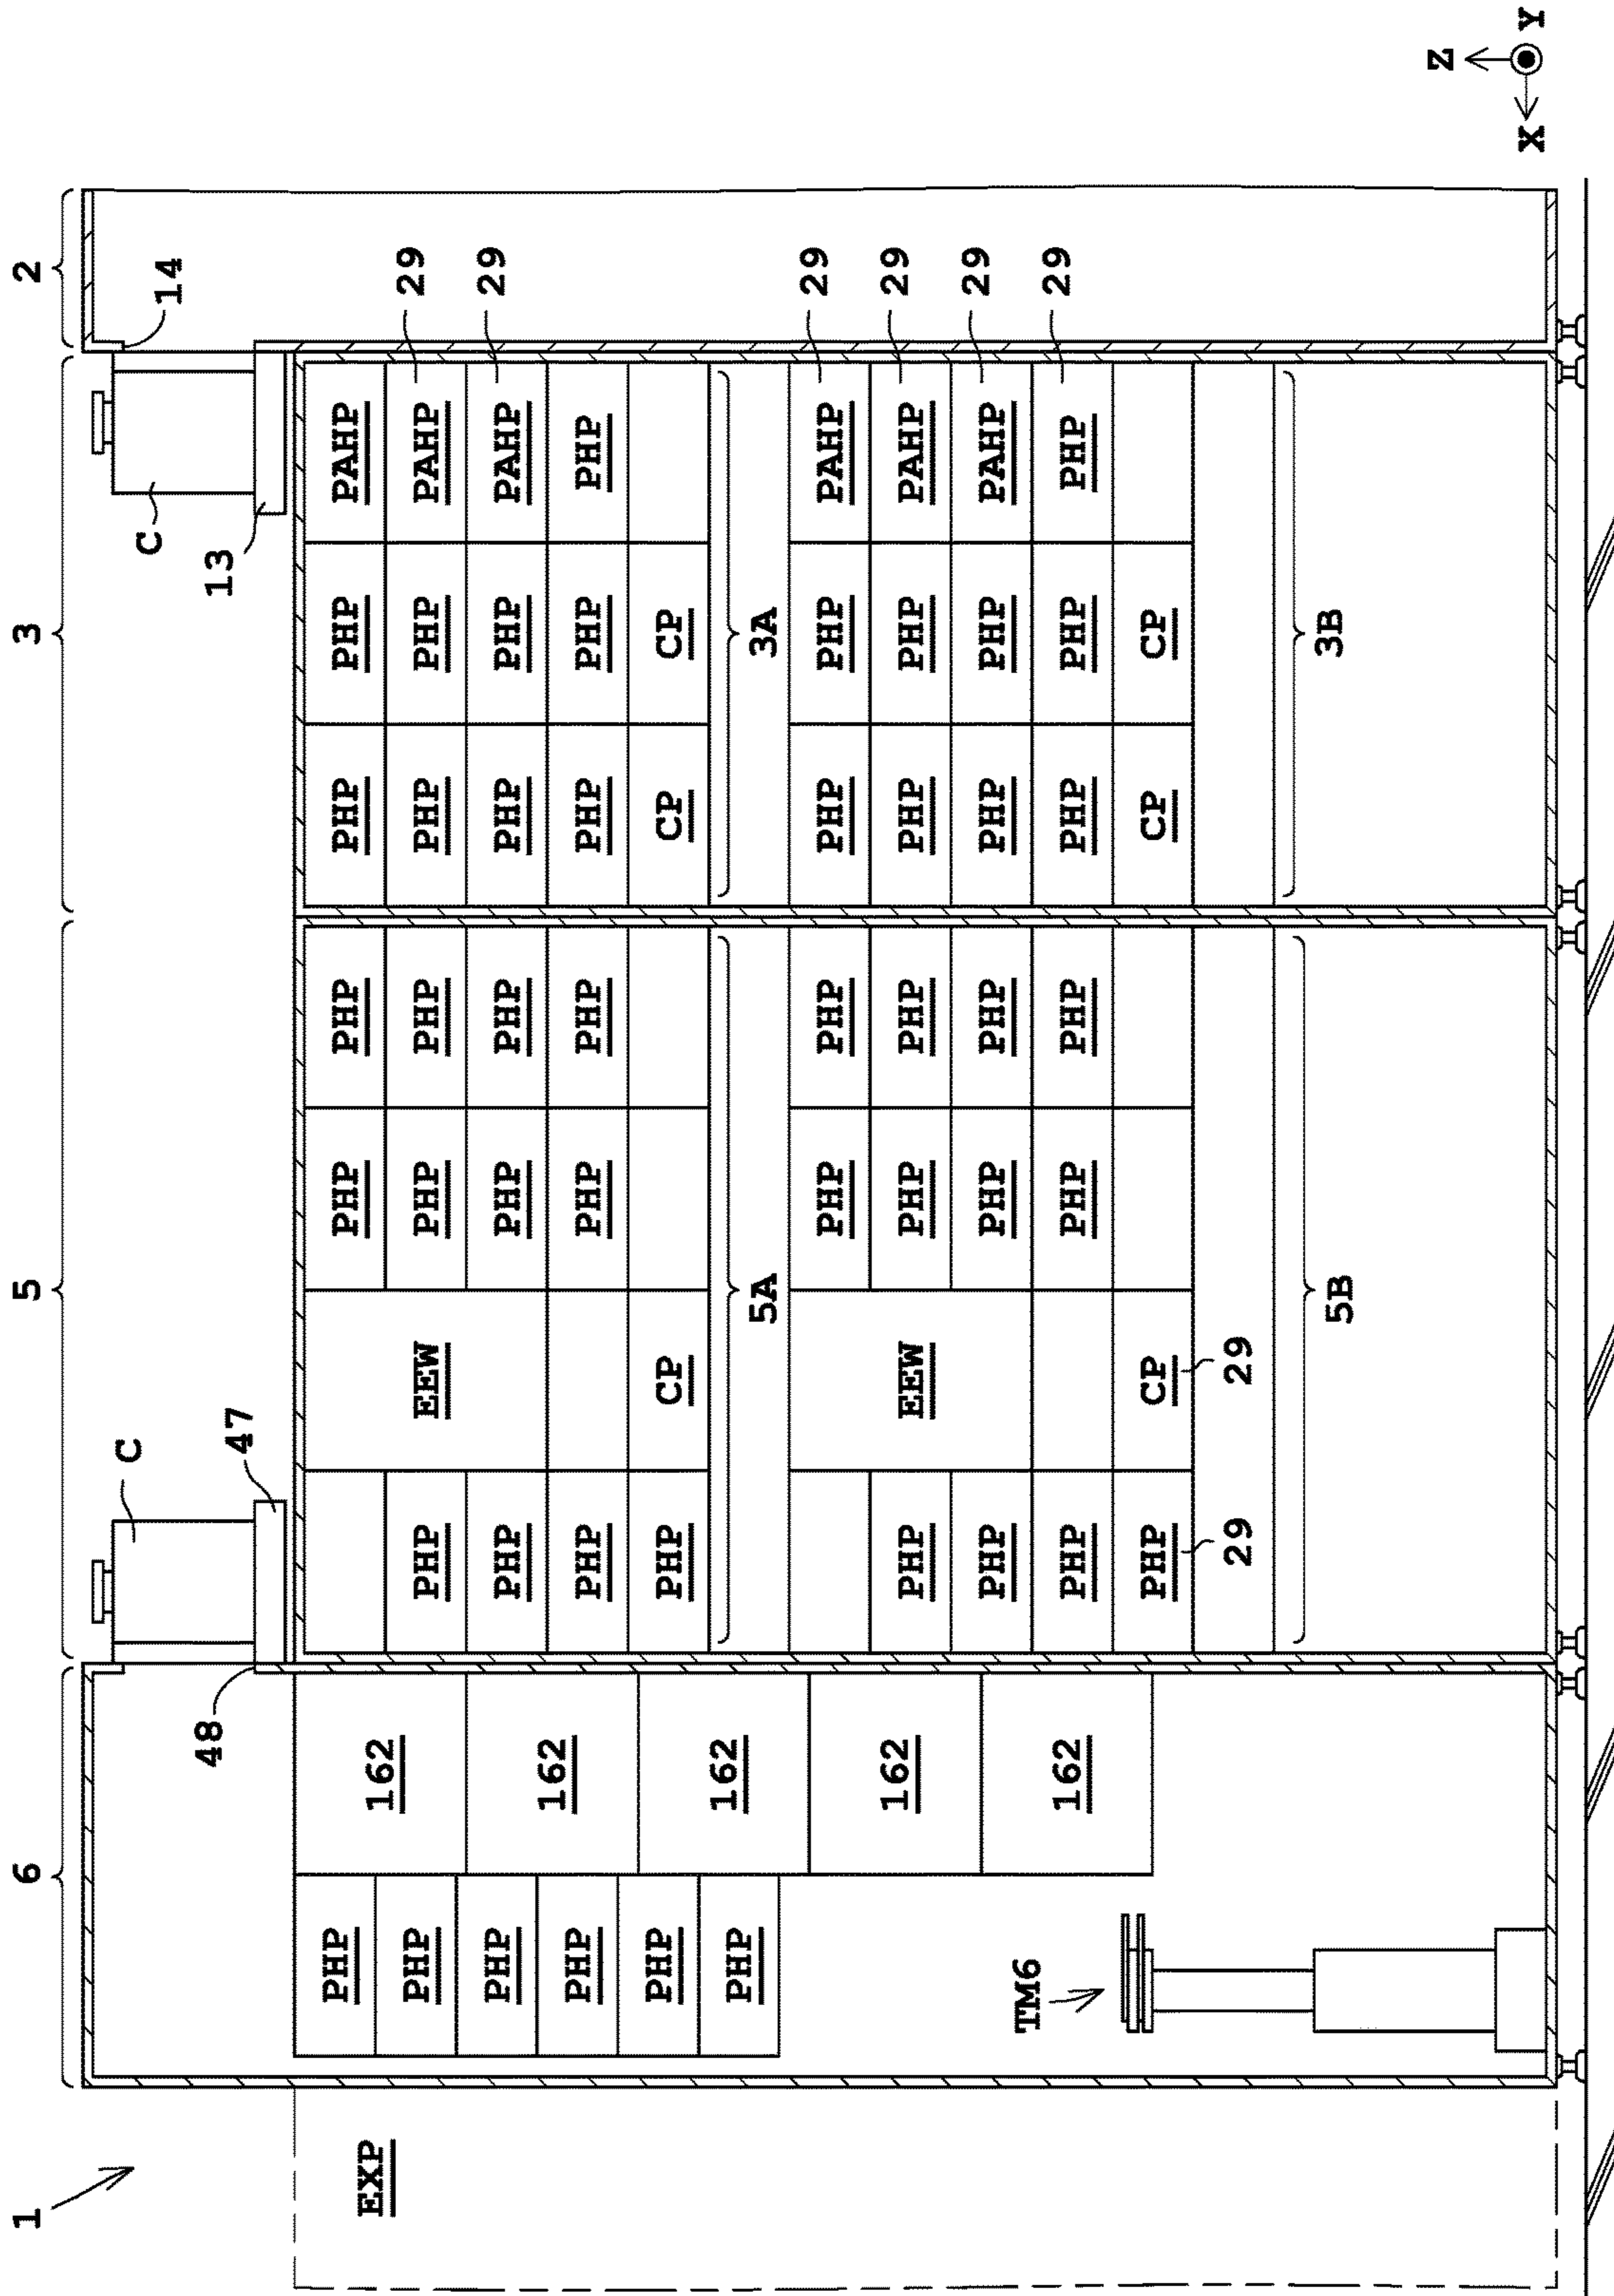 1 6 5 3 2
C C 14
48 47 13
EXP PHP 162 PHP PHP PHP PHP PAHP
PHP PHP EEW PHP PHP PHP PHP PAHP 29
PHP 162 PHP PHP PHP PHP PHP PAHP 29
PHP PHP PHP PHP PHP PHP PHP
PHP 162 PHP CP CP CP
PHP 5A 3A
PHP PHP PHP PHP PAHP 29
162 PHP EEW PHP PHP PHP PHP PAHP 29
PHP PHP PHP PHP PHP PAHP 29
TM6 162 PHP PHP PHP PHP PHP PHP 29
PHP CP CP CP
29 29
5B 3B
Z
X Y